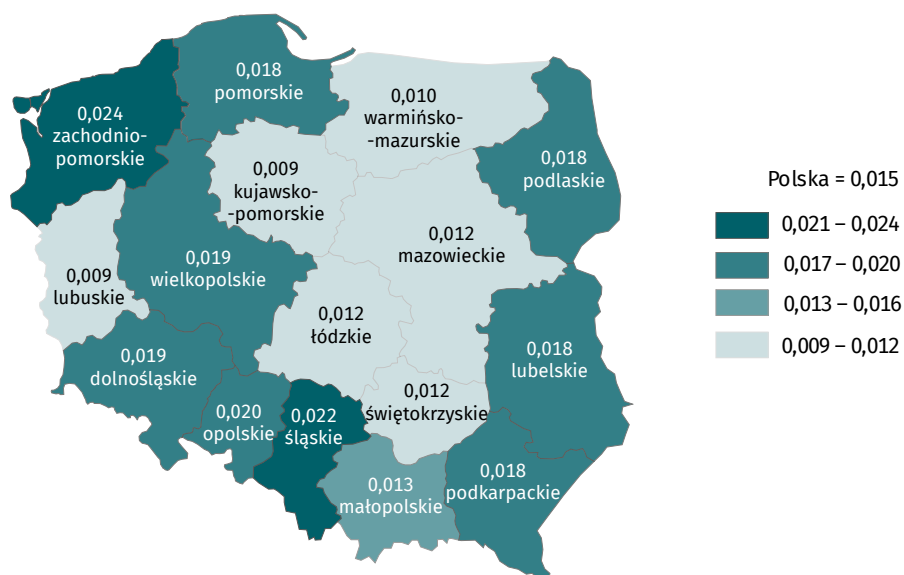 0,018
pomorskie
0,010
warmińsko-
-mazurskie
0,024
zachodnio-
pomorskie
0,018
podlaskie
0,009
kujawsko-
-pomorskie
0,012
mazowieckie
0,019
wielkopolskie
0,009
lubuskie
0,012
łódzkie
0,019
dolnośląskie
0,018
lubelskie
0,012
świętokrzyskie
0,020
opolskie
0,022
śląskie
0,013
małopolskie
0,018
podkarpackie
Polska = 0,015
0,021 – 0,024
0,017 – 0,020
0,013 – 0,016
0,009 – 0,012